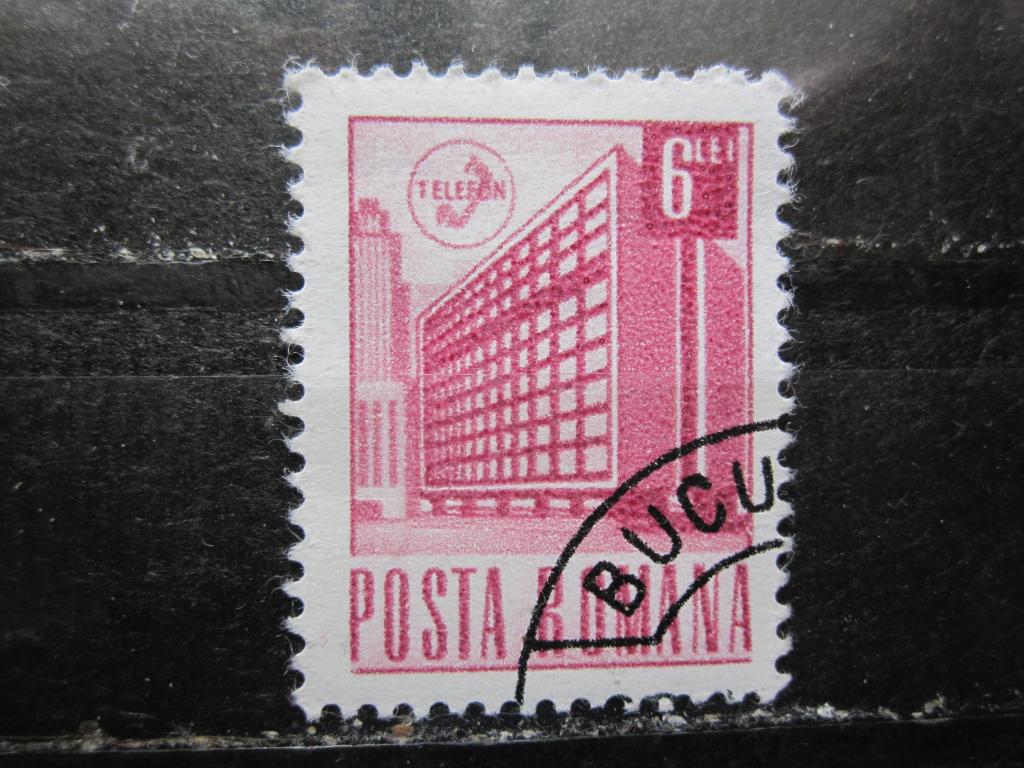 TELEFON
6 LEI
BUCU
POSTA ROMANA